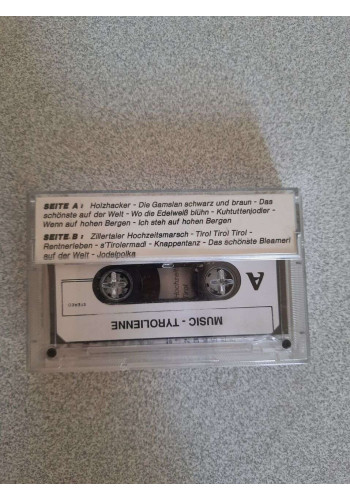 SEITE A: Holzhacker - Die Gamslan schwarz und braun - Das
schönste auf der Welt - Wo die Edelweiß blühn - Kuhtuttenjodler -
Wenn auf hohen Bergen - Ich steh auf hohen Bergen
SEITE B: Zillertaler Hochzeitsmarsch - Tirol Tirol Tirol -
Rentnerleben - s'Tirolermadl - Knappentanz - Das schönste Bleamerl
auf der Welt - Jodelpolka
A
STEREO
MUSIC - TYROLIENNE